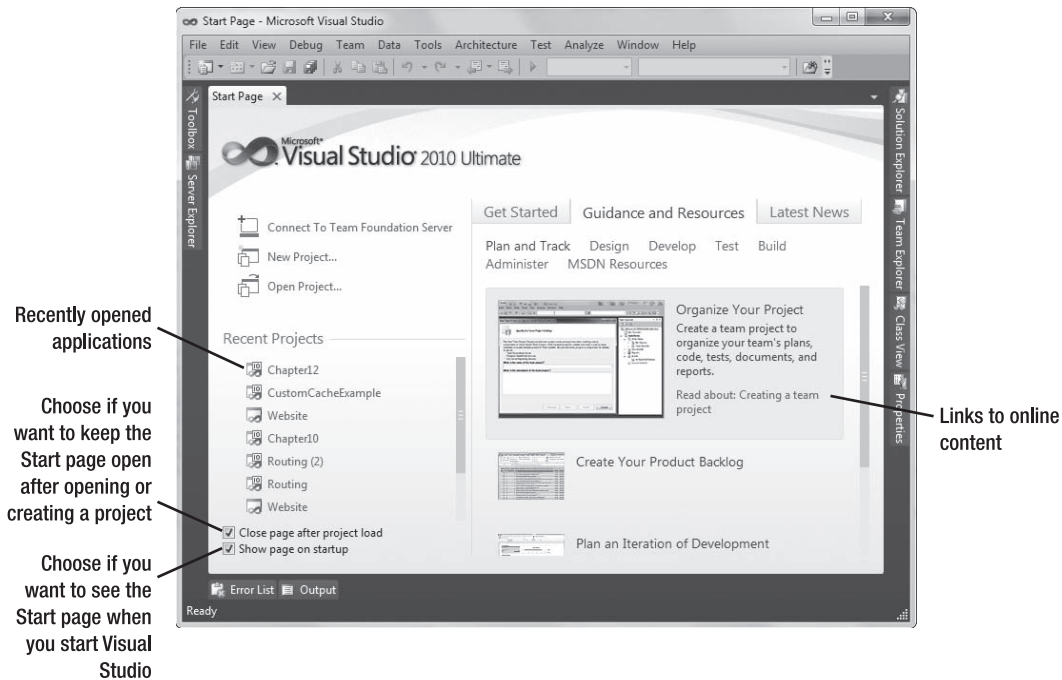 Start Page - Microsoft Visual Studio
File Edit View Debug Team Data Tools Architecture Test Analyze Window Help
Start Page
Toolbox
Server Explorer
Microsoft®
Visual Studio® 2010 Ultimate
Connect To Team Foundation Server
New Project...
Open Project...
Recent Projects
Chapter12
CustomCacheExample
Website
Chapter10
Routing (2)
Routing
Website
Close page after project load
Show page on startup
Get Started Guidance and Resources Latest News
Plan and Track Design Develop Test Build
Administer MSDN Resources
Organize Your Project
Create a team project to
organize your team's plans,
code, tests, documents, and
reports.
Read about: Creating a team
project
Create Your Product Backlog
Plan an Iteration of Development
Solution Explorer
Team Explorer
Class View
Properties
Error List Output
Ready
Recently opened
applications
Choose if you
want to keep the
Start page open
after opening or
creating a project
Choose if you
want to see the
Start page when
you start Visual
Studio
Links to online
content